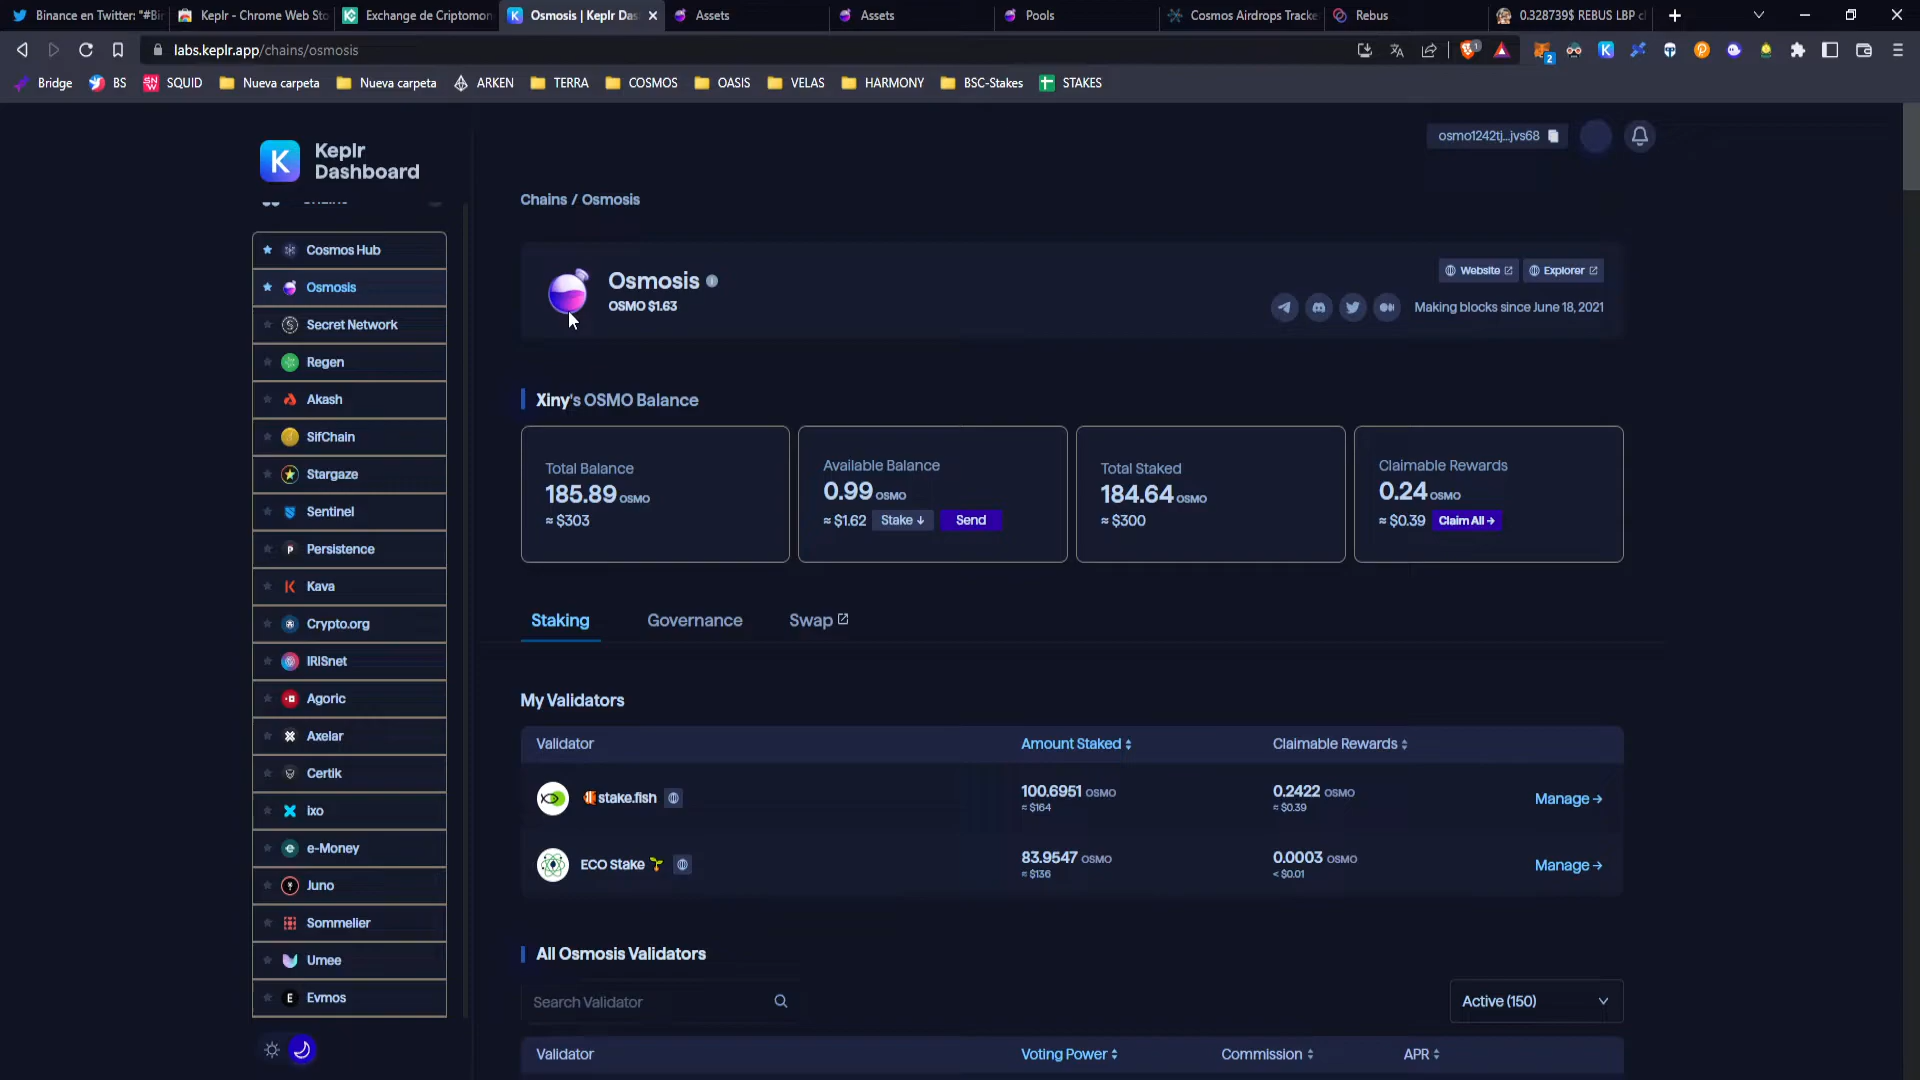 Binance en Twitter: "#Bi
Keplr - Chrome Web Sto
Exchange de Criptomon
Osmosis | Keplr Das
Assets
Assets
Pools
Cosmos Airdrops Tracke
Rebus
0.328739$ REBUS LBP c
labs.keplr.app/chains/osmosis
1
2
Bridge
BS
SQUID
Nueva carpeta
Nueva carpeta
ARKEN
TERRA
COSMOS
OASIS
VELAS
HARMONY
BSC-Stakes
STAKES
Keplr
Dashboard
osmo1242tj...jvs68
Cosmos Hub
Osmosis
Secret Network
Regen
Akash
SifChain
Stargaze
Sentinel
Persistence
Kava
Crypto.org
IRISnet
Agoric
Axelar
Certik
ixo
e-Money
Juno
Sommelier
Umee
Evmos
Chains / Osmosis
Osmosis
OSMO $1.63
Website
Explorer
Making blocks since June 18, 2021
Xiny's OSMO Balance
Total Balance
185.89 OSMO
≈ $303
Available Balance
0.99 OSMO
≈ $1.62 Stake ↓ Send
Total Staked
184.64 OSMO
≈ $300
Claimable Rewards
0.24 OSMO
≈ $0.39 Claim All →
Staking
Governance
Swap
My Validators
Validator
Amount Staked
Claimable Rewards
stake.fish
100.6951 OSMO
≈ $164
0.2422 OSMO
≈ $0.39
Manage →
ECO Stake 🌱
83.9547 OSMO
≈ $136
0.0003 OSMO
< $0.01
Manage →
All Osmosis Validators
Search Validator
Active (150)
Validator
Voting Power
Commission
APR